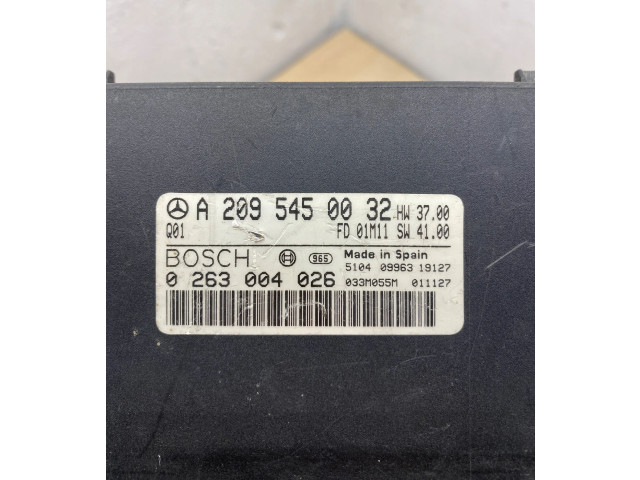 A 209 545 00 32 HW 37.00
Q01 FD 01M11 SW 41.00
BOSCH 965 Made in Spain
5104 09963 19127
0 263 004 026 033M055M 011127